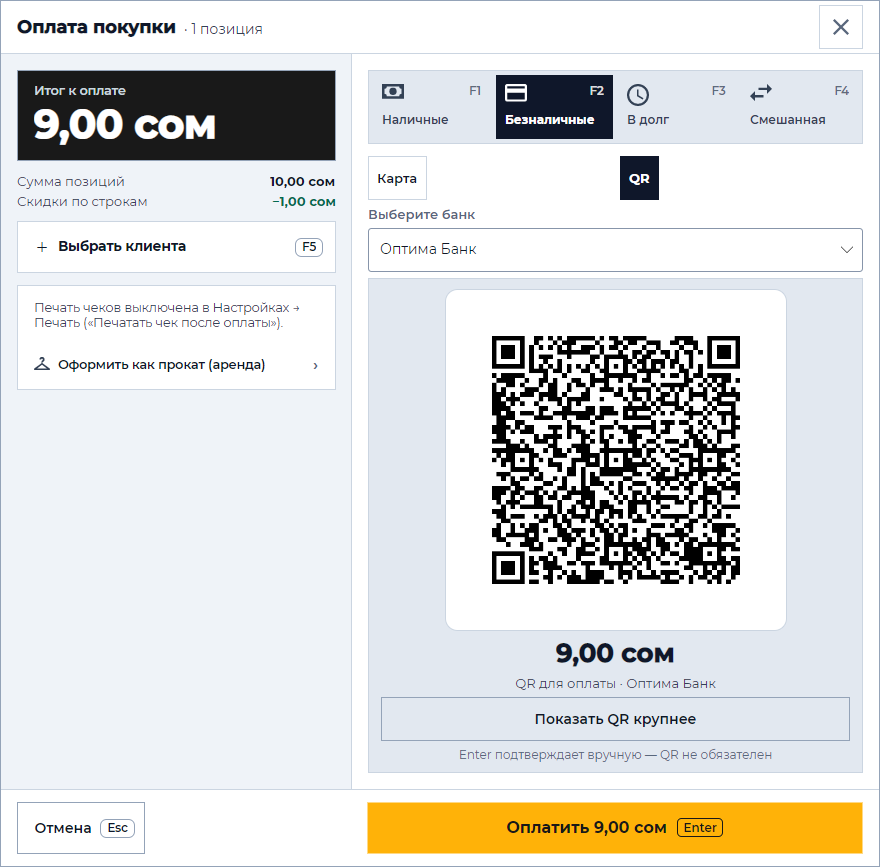 Оплата покупки · 1 позиция
Итог к оплате
9,00 сом
Сумма позиций 10,00 сом
Скидки по строкам −1,00 сом
+ Выбрать клиента F5
Печать чеков выключена в Настройках →
Печать («Печатать чек после оплаты»).
Оформить как прокат (аренда) ›
F1 F2 F3 F4
Наличные Безналичные В долг Смешанная
Карта QR
Выберите банк
Оптима Банк
9,00 сом
QR для оплаты · Оптима Банк
Показать QR крупнее
Enter подтверждает вручную — QR не обязателен
Отмена Esc
Оплатить 9,00 сом Enter